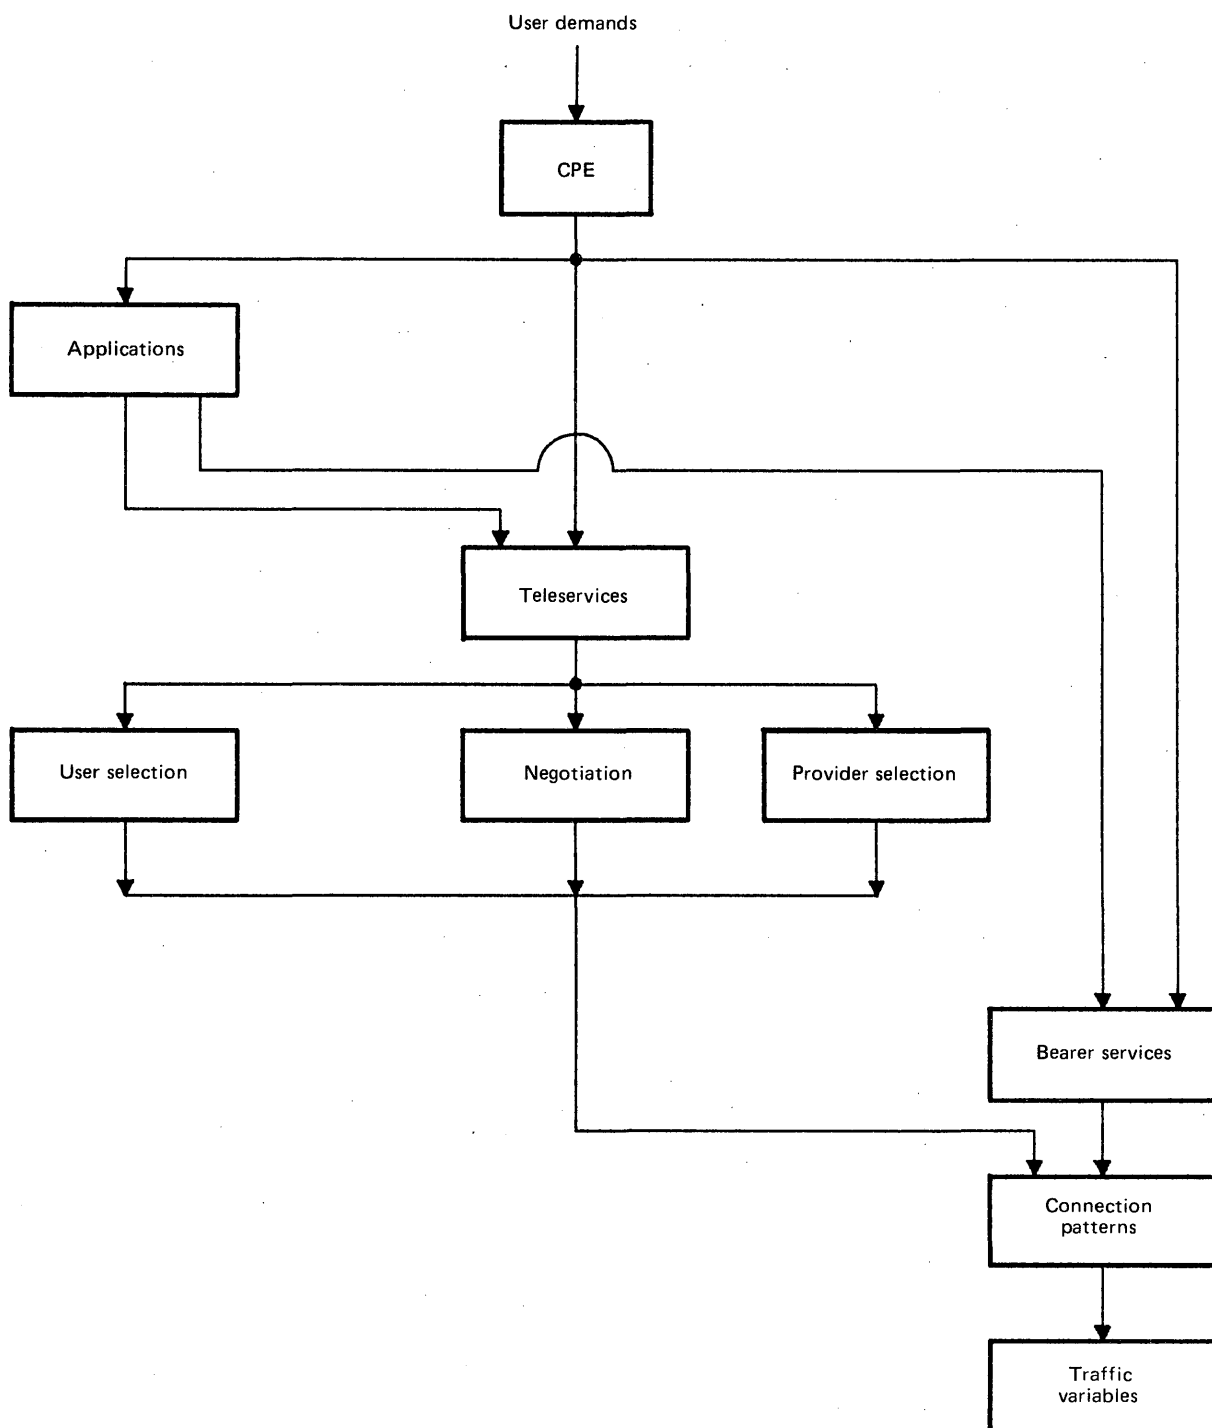 User demands
CPE
Applications
Teleservices
User selection
Negotiation
Provider selection
Bearer services
Connection
patterns
Traffic
variables